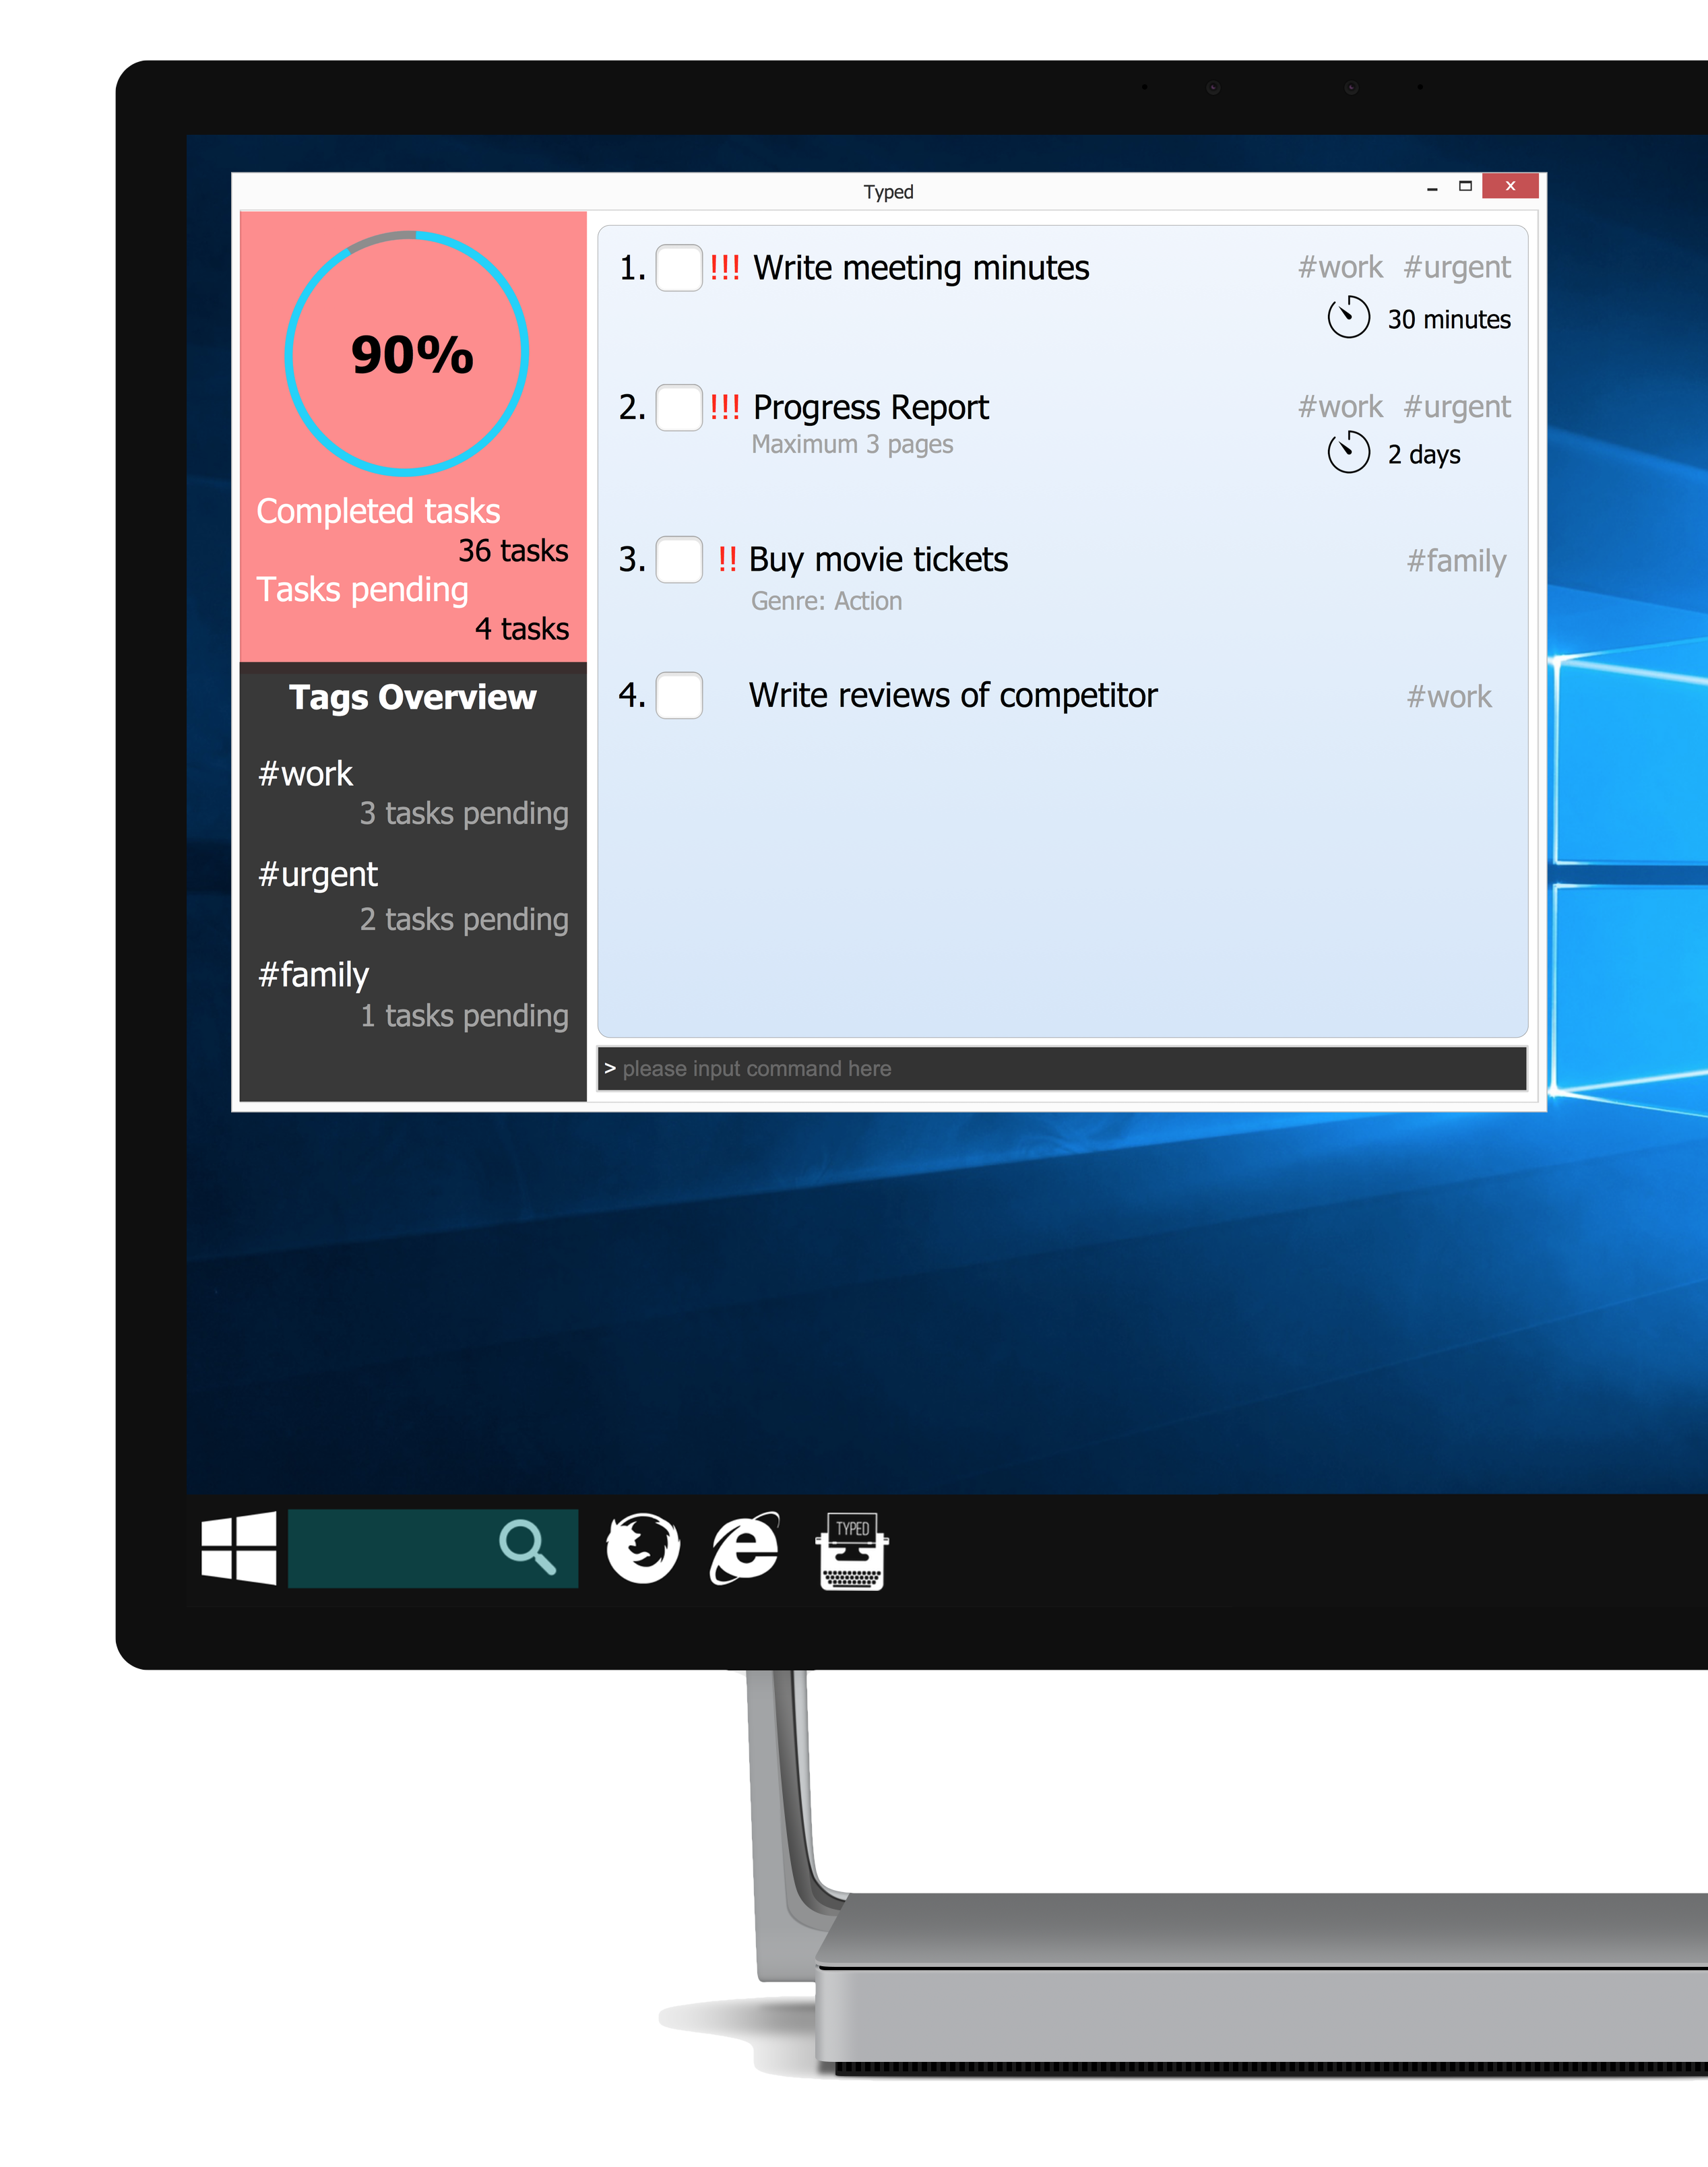 Typed
90%
Completed tasks
36 tasks
Tasks pending
4 tasks
Tags Overview
#work
3 tasks pending
#urgent
2 tasks pending
#family
1 tasks pending
1. !!! Write meeting minutes #work #urgent
30 minutes
2. !!! Progress Report #work #urgent
Maximum 3 pages
2 days
3. !! Buy movie tickets #family
Genre: Action
4. Write reviews of competitor #work
> please input command here
TYPED